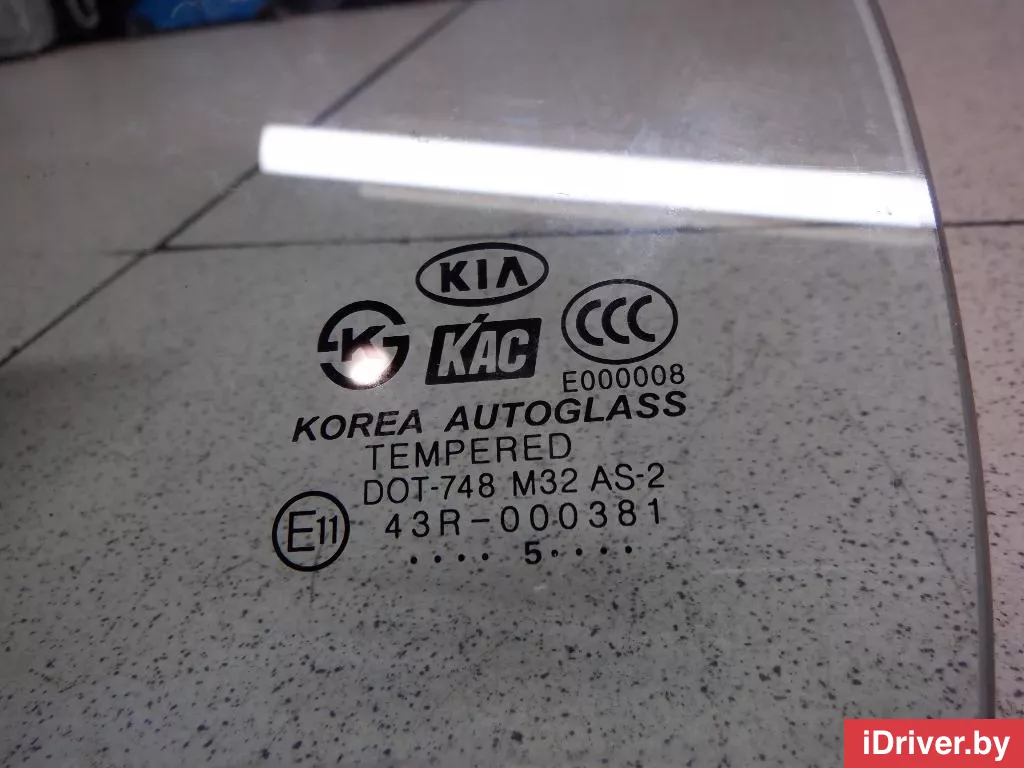 KIA
K
KAC
CCC
E000008
KOREA AUTOGLASS
TEMPERED
DOT-748 M32 AS-2
E11
43R-000381
.... 5 ....
iDriver.by